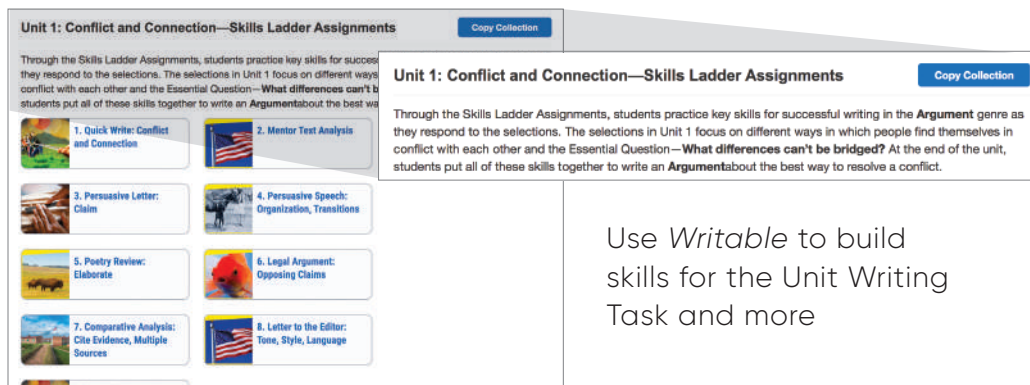 Unit 1: Conflict and Connection—Skills Ladder Assignments
Copy Collection
Through the Skills Ladder Assignments, students practice key skills for succes
they respond to the selections. The selections in Unit 1 focus on different ways
conflict with each other and the Essential Question—What differences can't b
students put all of these skills together to write an Argumentabout the best wa
1. Quick Write: Conflict
and Connection
2. Mentor Text Analysis
3. Persuasive Letter:
Claim
4. Persuasive Speech:
Organization, Transitions
5. Poetry Review:
Elaborate
6. Legal Argument:
Opposing Claims
7. Comparative Analysis:
Cite Evidence, Multiple
Sources
8. Letter to the Editor:
Tone, Style, Language
Unit 1: Conflict and Connection—Skills Ladder Assignments
Copy Collection
Through the Skills Ladder Assignments, students practice key skills for successful writing in the Argument genre as
they respond to the selections. The selections in Unit 1 focus on different ways in which people find themselves in
conflict with each other and the Essential Question—What differences can't be bridged? At the end of the unit,
students put all of these skills together to write an Argumentabout the best way to resolve a conflict.
Use Writable to build
skills for the Unit Writing
Task and more